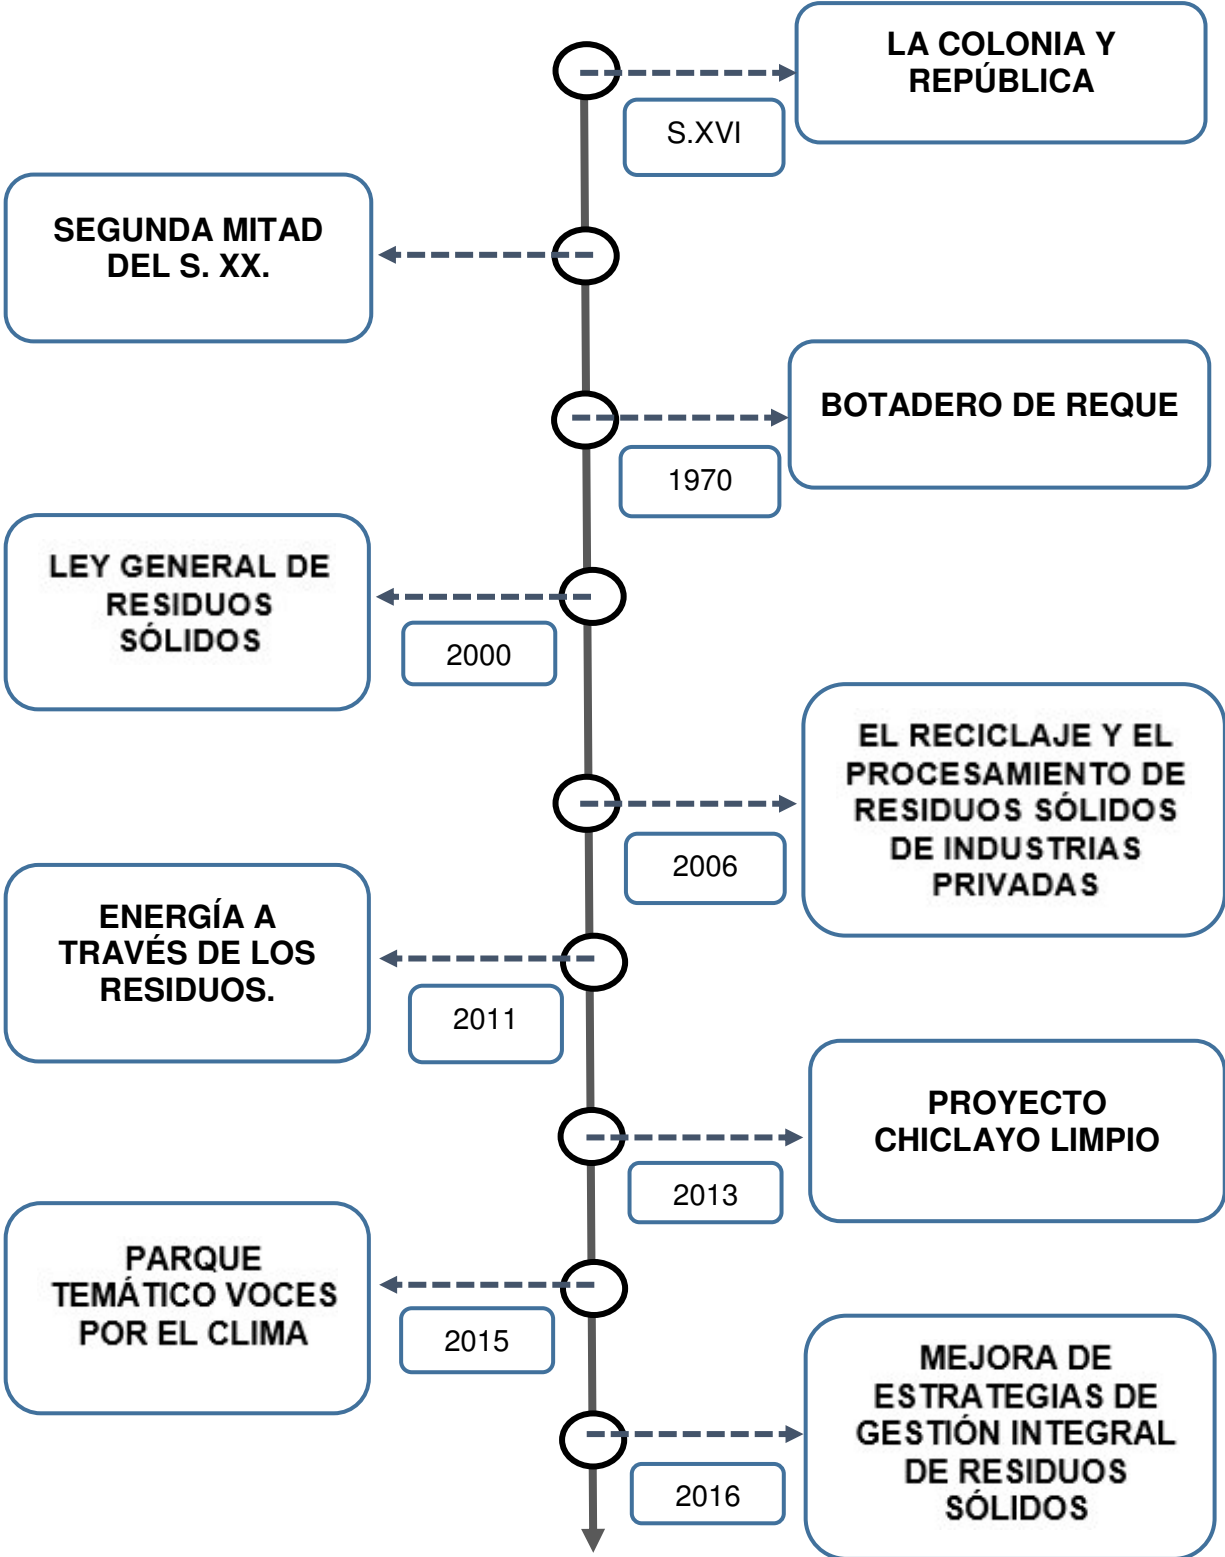 LA COLONIA Y
REPÚBLICA
S.XVI
SEGUNDA MITAD
DEL S. XX.
BOTADERO DE REQUE
1970
LEY GENERAL DE
RESIDUOS
SÓLIDOS
2000
EL RECICLAJE Y EL
PROCESAMIENTO DE
RESIDUOS SÓLIDOS
DE INDUSTRIAS
PRIVADAS
2006
ENERGÍA A
TRAVÉS DE LOS
RESIDUOS.
2011
PROYECTO
CHICLAYO LIMPIO
2013
PARQUE
TEMÁTICO VOCES
POR EL CLIMA
2015
MEJORA DE
ESTRATEGIAS DE
GESTIÓN INTEGRAL
DE RESIDUOS
SÓLIDOS
2016